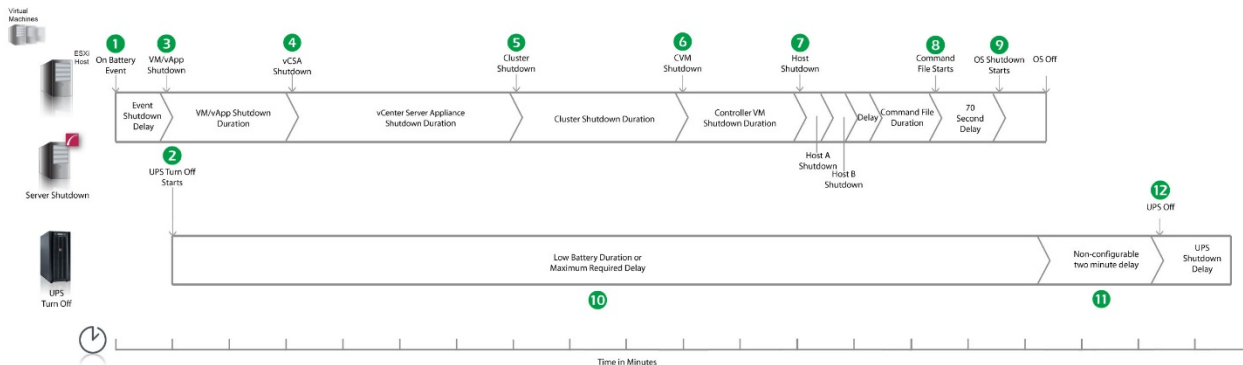 Virtual
Machines
ESXi
Host
1
On Battery
Event
3
VM/vApp
Shutdown
4
vCSA
Shutdown
5
Cluster
Shutdown
6
CVM
Shutdown
7
Host
Shutdown
8
Command
File Starts
9
OS Shutdown
Starts
OS Off
Event
Shutdown
Delay
VM/vApp Shutdown
Duration
vCenter Server Appliance
Shutdown Duration
Cluster Shutdown Duration
Controller VM
Shutdown Duration
Delay
Command File
Duration
70
Second
Delay
Host A
Shutdown
Host B
Shutdown
Server Shutdown
2
UPS Turn Off
Starts
12
UPS Off
Low Battery Duration or
Maximum Required Delay
Non-configurable
two minute delay
UPS
Shutdown
Delay
10
11
UPS
Turn Off
Time in Minutes